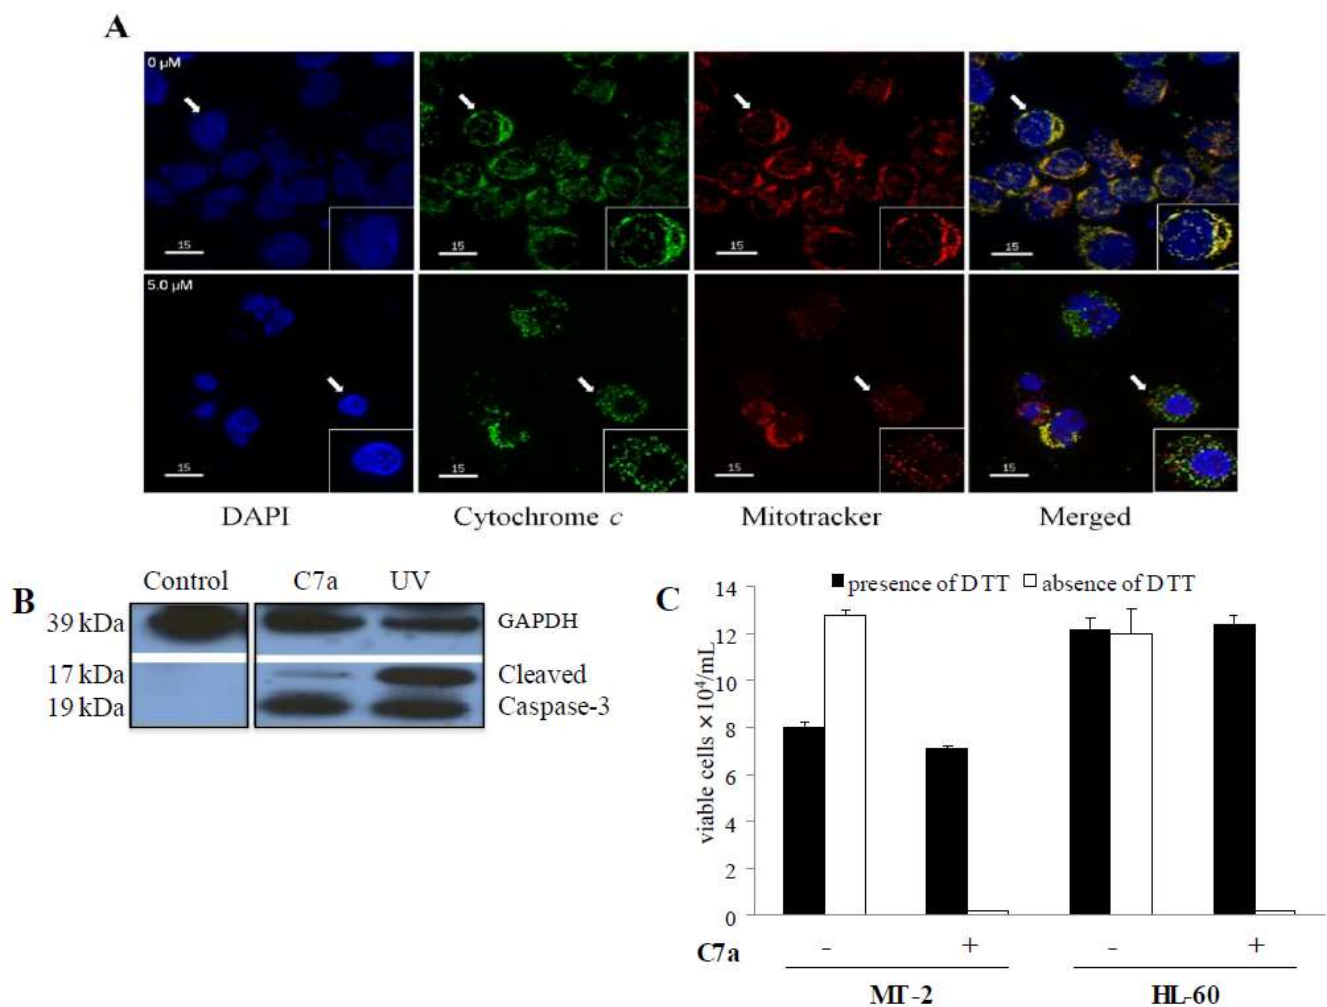 A
0 µM
15
15
15
15
5.0 µM
15
15
15
15
DAPI
Cytochrome c
Mitotracker
Merged
B
Control
C7a
UV
39 kDa
GAPDH
17 kDa
Cleaved
19 kDa
Caspase-3
C
presence of DTT
absence of DTT
viable cells ×10⁴/mL
14
12
10
8
6
4
2
0
C7a
-
+
-
+
MT-2
HL-60